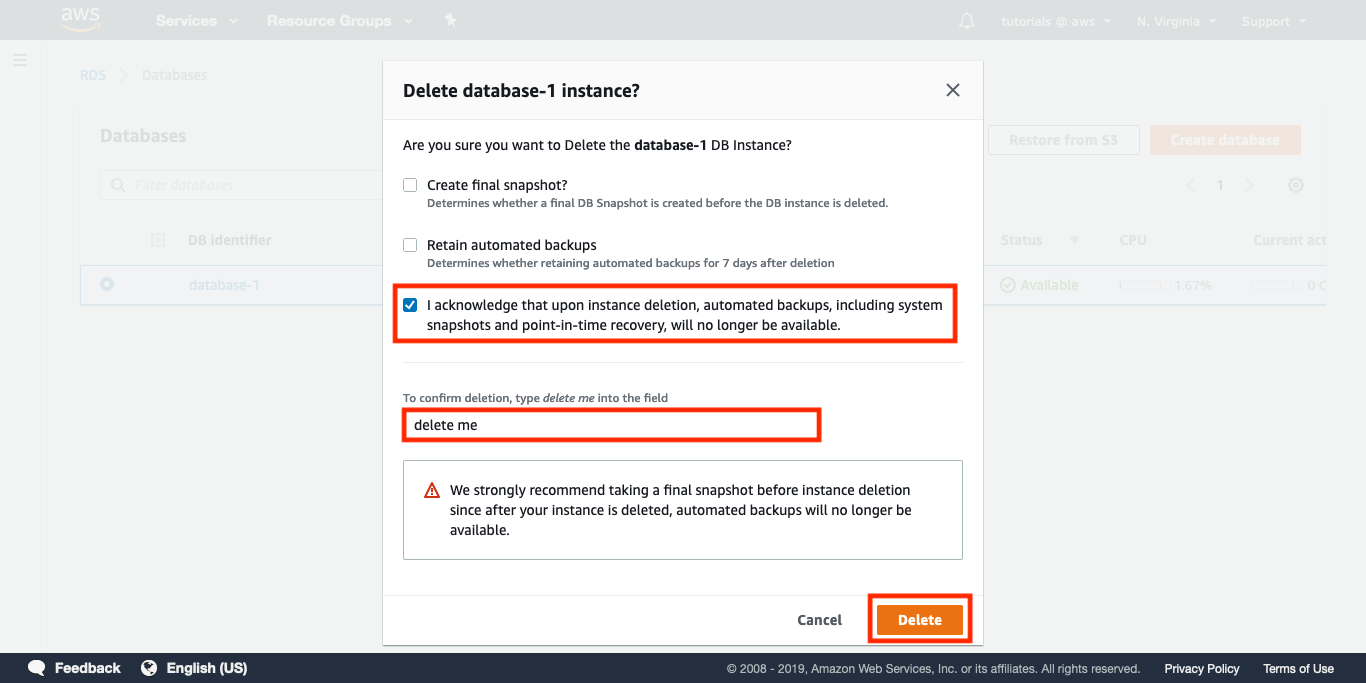 aws
Services
Resource Groups
tutorials @ aws
N. Virginia
Support
RDS
Databases
Databases
Restore from S3
Create database
Filter databases
1
DB identifier
Status
CPU
Current act
database-1
Available
1.67%
0 C
Delete database-1 instance?
Are you sure you want to Delete the database-1 DB Instance?
Create final snapshot?
Determines whether a final DB Snapshot is created before the DB instance is deleted.
Retain automated backups
Determines whether retaining automated backups for 7 days after deletion
I acknowledge that upon instance deletion, automated backups, including system
snapshots and point-in-time recovery, will no longer be available.
To confirm deletion, type delete me into the field
delete me
We strongly recommend taking a final snapshot before instance deletion
since after your instance is deleted, automated backups will no longer be
available.
Cancel
Delete
Feedback
English (US)
© 2008 - 2019, Amazon Web Services, Inc. or its affiliates. All rights reserved.
Privacy Policy
Terms of Use